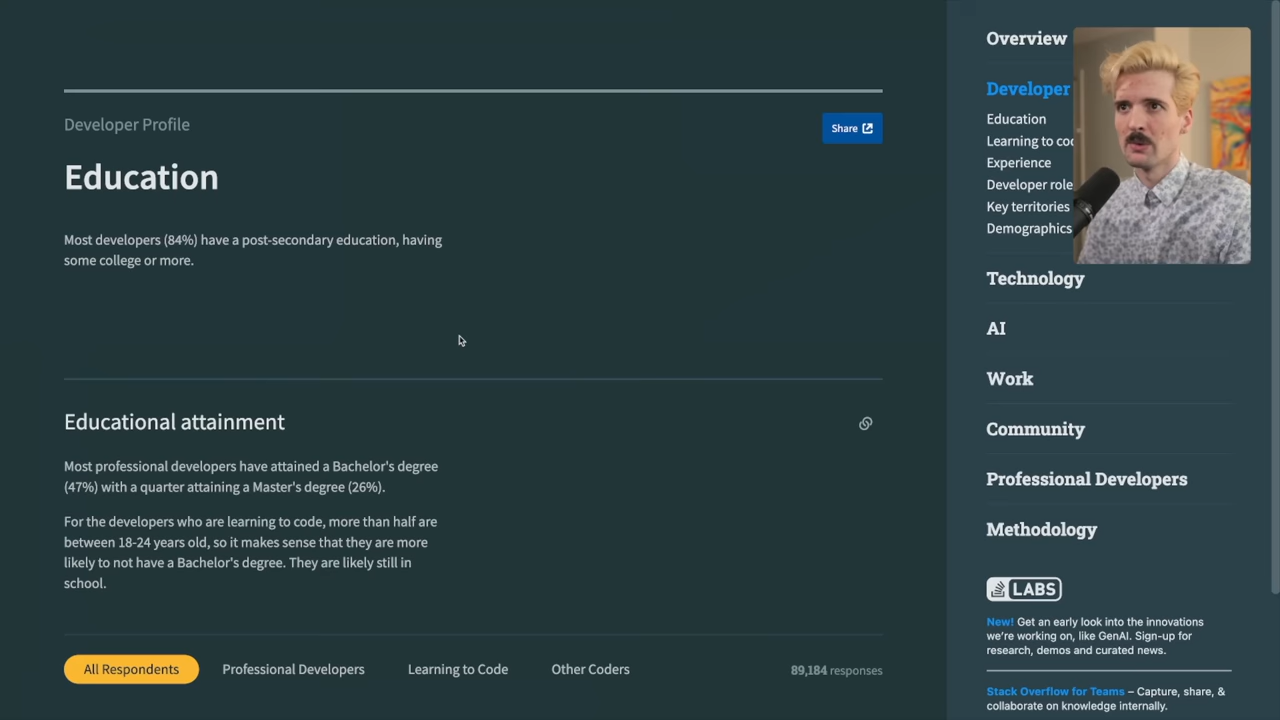 Developer Profile
Share
Education
Most developers (84%) have a post-secondary education, having
some college or more.
Educational attainment
Most professional developers have attained a Bachelor's degree
(47%) with a quarter attaining a Master's degree (26%).
For the developers who are learning to code, more than half are
between 18-24 years old, so it makes sense that they are more
likely to not have a Bachelor's degree. They are likely still in
school.
All Respondents
Professional Developers
Learning to Code
Other Coders
89,184 responses
Overview
Developer
Education
Learning to
Experience
Developer
Key territories
Demographics
Technology
AI
Work
Community
Professional Developers
Methodology
LABS
New! Get an early look into the innovations
we're working on, like GenAI. Sign-up for
research, demos and curated news.
Stack Overflow for Teams – Capture, share, &
collaborate on knowledge internally.